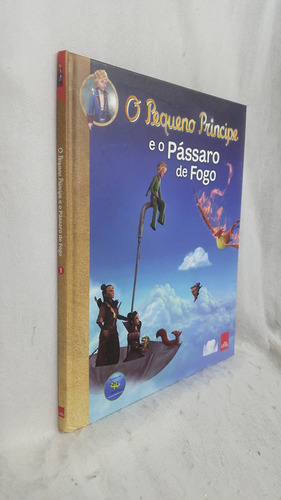 O Pequeno Príncipe
e o Pássaro
de Fogo
O Pequeno Príncipe e o Pássaro de Fogo